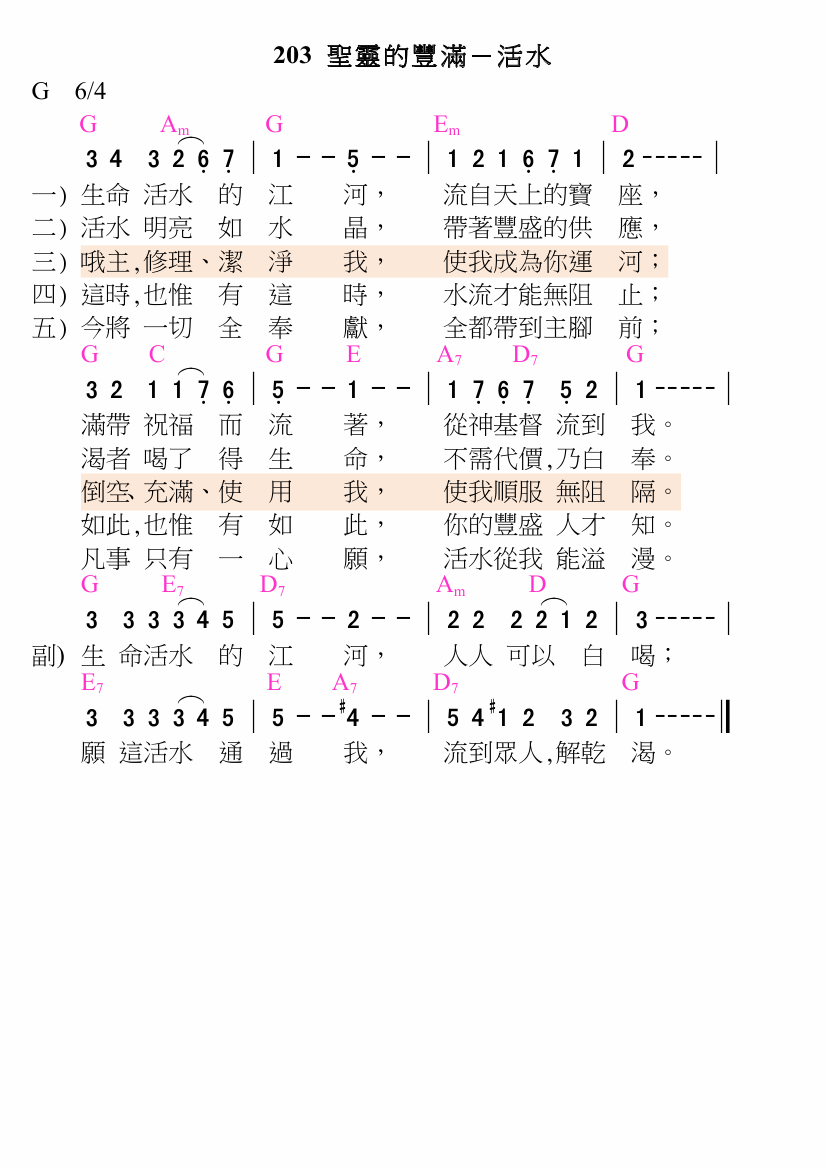 203 聖靈的豐滿－活水
G 6/4
G Am G Em D
3 4 3 2 6 7 | 1 - - 5 - - | 1 2 1 6 7 1 | 2 - - - - - |
一) 生命 活水 的 江 河， 流自天上的寶 座，
二) 活水 明亮 如 水 晶， 帶著豐盛的供 應，
三) 哦主,修理、潔 淨 我， 使我成為你運 河；
四) 這時,也惟 有 這 時， 水流才能無阻 止；
五) 今將 一切 全 奉 獻， 全都帶到主腳 前；
G C G E A7 D7 G
3 2 1 1 7 6 | 5 - - 1 - - | 1 7 6 7 5 2 | 1 - - - - - |
滿帶 祝福 而 流 著， 從神基督 流到 我。
渴者 喝了 得 生 命， 不需代價,乃白 奉。
倒空、充滿、使 用 我， 使我順服 無阻 隔。
如此,也惟 有 如 此， 你的豐盛 人才 知。
凡事 只有 一 心 願， 活水從我 能溢 漫。
G E7 D7 Am D G
3 3 3 3 4 5 | 5 - - 2 - - | 2 2 2 2 1 2 | 3 - - - - - |
副) 生 命活水 的 江 河， 人人 可以 白 喝；
E7 E A7 D7 G
3 3 3 3 4 5 | 5 - - #4 - - | 5 4 #1 2 3 2 | 1 - - - - - ‖
願 這活水 通 過 我， 流到眾人,解乾 渴。